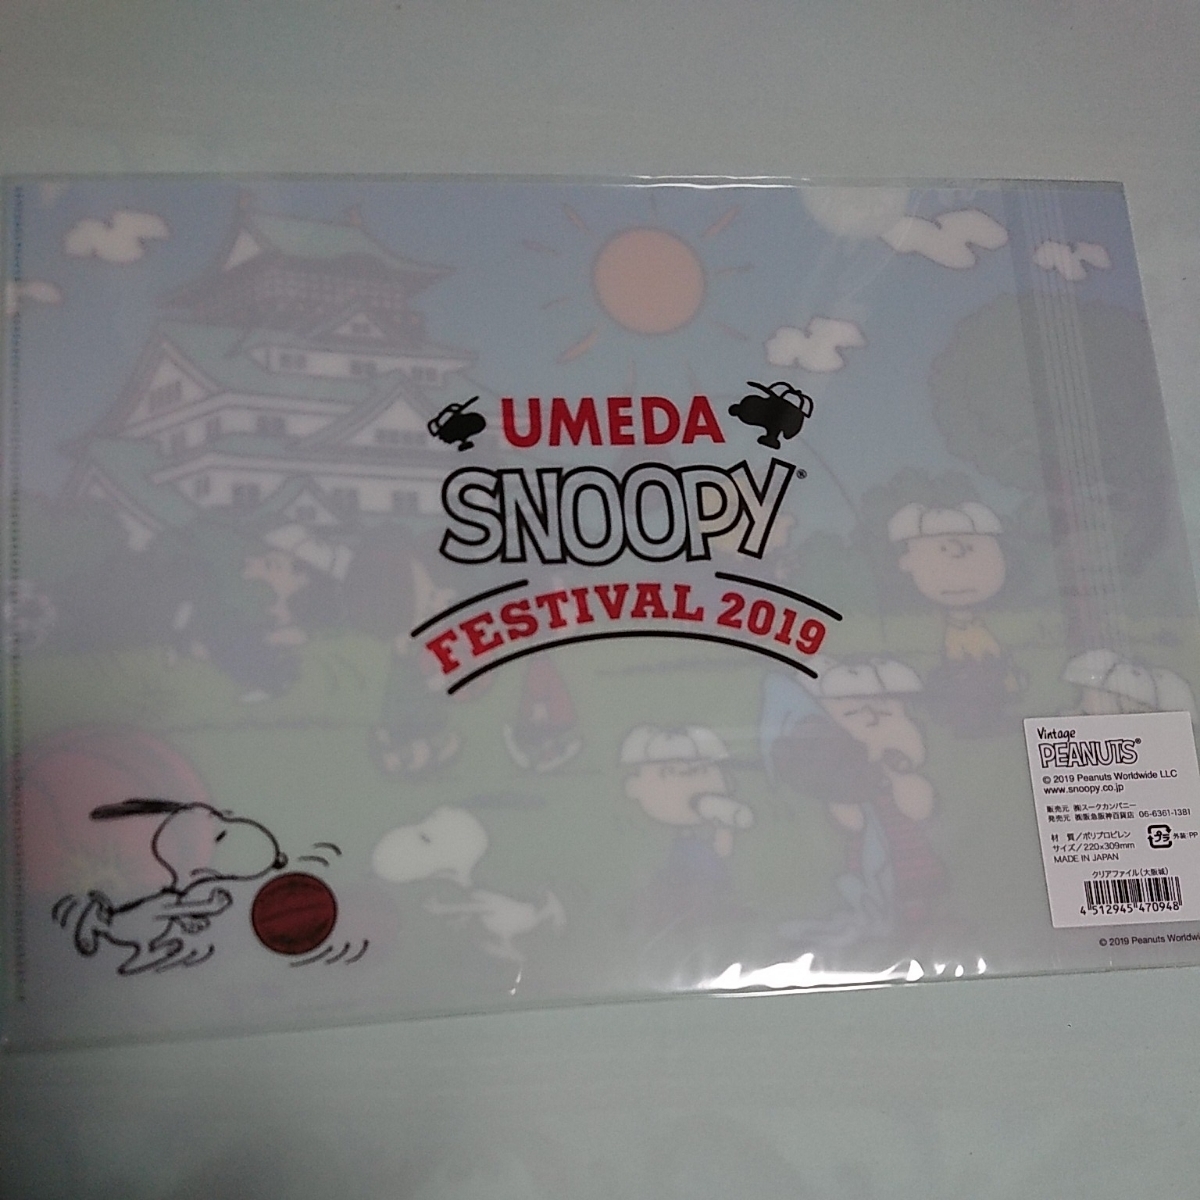 UMEDA
SNOOPY®
FESTIVAL 2019
Vintage
PEANUTS®
© 2019 Peanuts Worldwide LLC
www.snoopy.co.jp
販売元 ㈱スークカンパニー
発売元 ㈱阪急阪神百貨店 06-6361-1381
材 質/ポリプロピレン
サイズ/220x309mm
MADE IN JAPAN
プラ
外装:PP
クリアファイル(大阪城)
4 512945 470948
© 2019 Peanuts